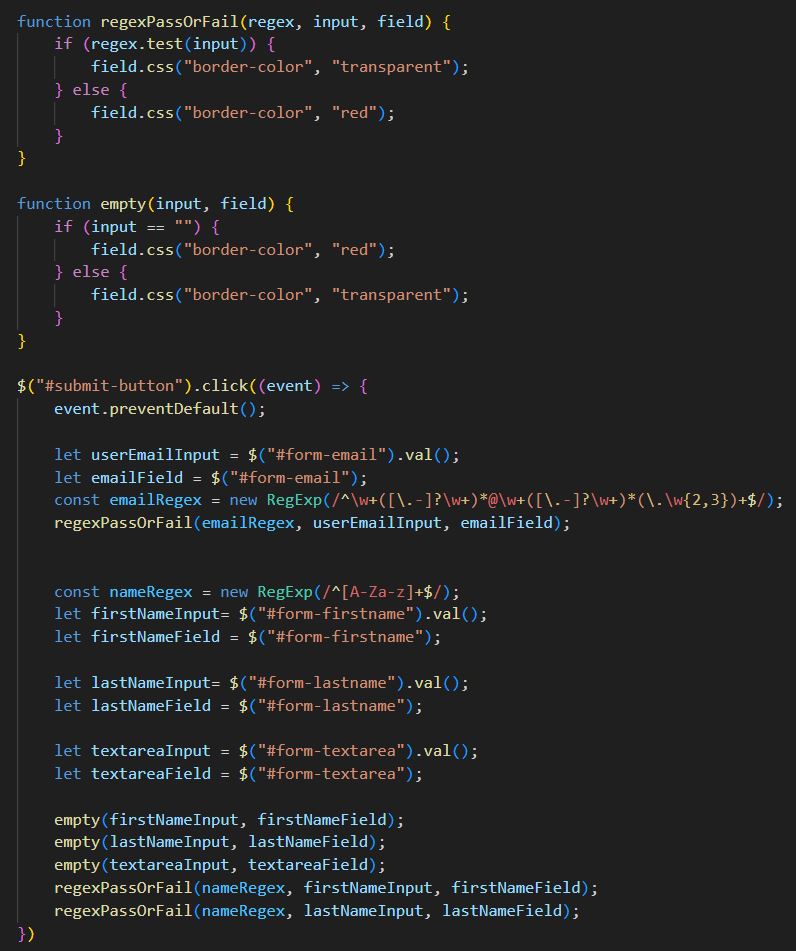 function regexPassOrFail(regex, input, field) {
    if (regex.test(input)) {
        field.css("border-color", "transparent");
    } else {
        field.css("border-color", "red");
    }
}

function empty(input, field) {
    if (input == "") {
        field.css("border-color", "red");
    } else {
        field.css("border-color", "transparent");
    }
}

$("#submit-button").click((event) => {
    event.preventDefault();

    let userEmailInput = $("#form-email").val();
    let emailField = $("#form-email");
    const emailRegex = new RegExp(/^\w+([\.-]?\w+)*@\w+([\.-]?\w+)*(\.\w{2,3})+$/);
    regexPassOrFail(emailRegex, userEmailInput, emailField);


    const nameRegex = new RegExp(/^[A-Za-z]+$/);
    let firstNameInput= $("#form-firstname").val();
    let firstNameField = $("#form-firstname");

    let lastNameInput= $("#form-lastname").val();
    let lastNameField = $("#form-lastname");

    let textareaInput = $("#form-textarea").val();
    let textareaField = $("#form-textarea");

    empty(firstNameInput, firstNameField);
    empty(lastNameInput, lastNameField);
    empty(textareaInput, textareaField);
    regexPassOrFail(nameRegex, firstNameInput, firstNameField);
    regexPassOrFail(nameRegex, lastNameInput, lastNameField);
})